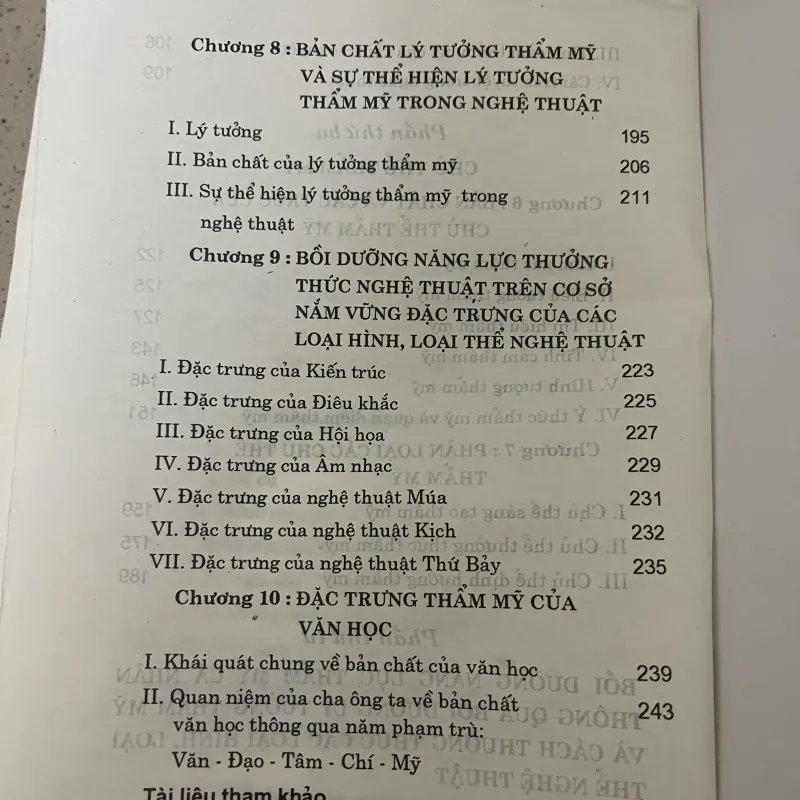 Chương 8 : BẢN CHẤT LÝ TƯỞNG THẨM MỸ
VÀ SỰ THỂ HIỆN LÝ TƯỞNG
THẨM MỸ TRONG NGHỆ THUẬT
I. Lý tưởng 195
II. Bản chất của lý tưởng thẩm mỹ 206
III. Sự thể hiện lý tưởng thẩm mỹ trong 211
nghệ thuật
Chương 9 : BỒI DƯỠNG NĂNG LỰC THƯỞNG
THỨC NGHỆ THUẬT TRÊN CƠ SỞ
NẮM VỮNG ĐẶC TRƯNG CỦA CÁC
LOẠI HÌNH, LOẠI THỂ NGHỆ THUẬT
I. Đặc trưng của Kiến trúc 223
II. Đặc trưng của Điêu khắc 225
III. Đặc trưng của Hội họa 227
IV. Đặc trưng của Âm nhạc 229
V. Đặc trưng của nghệ thuật Múa 231
VI. Đặc trưng của nghệ thuật Kịch 232
VII. Đặc trưng của nghệ thuật Thứ Bảy 235
Chương 10 : ĐẶC TRƯNG THẨM MỸ CỦA
VĂN HỌC
I. Khái quát chung về bản chất của văn học 239
II. Quan niệm của cha ông ta về bản chất 243
văn học thông qua năm phạm trù:
Văn - Đạo - Tâm - Chí - Mỹ
Tài liệu tham khảo